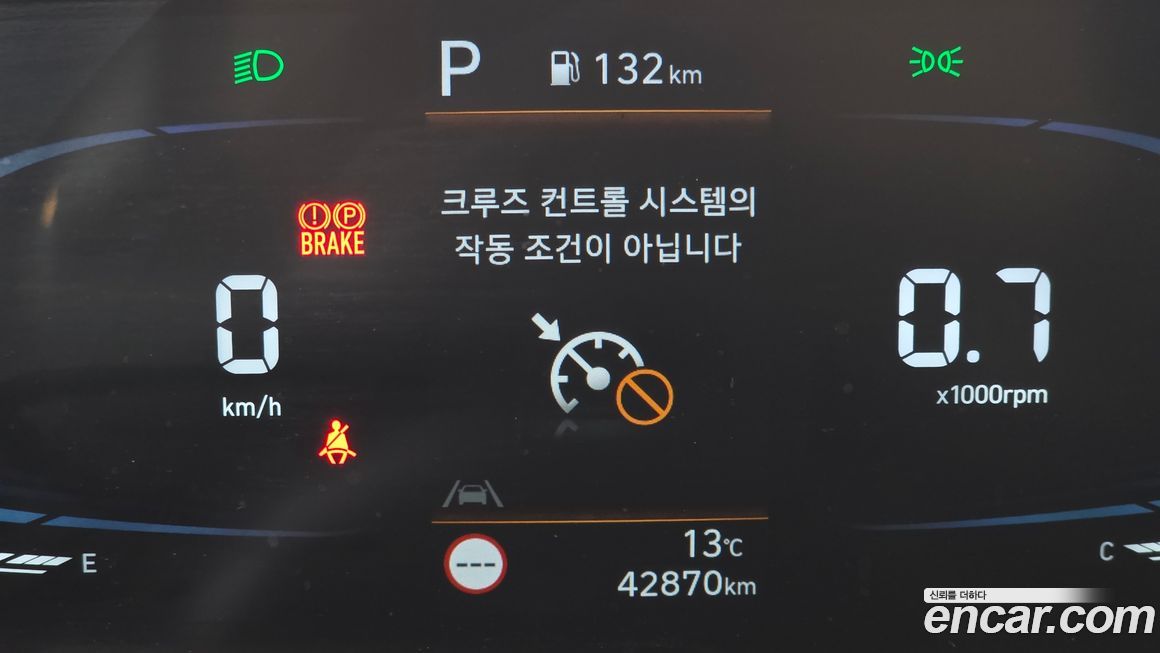 P 132 km
크루즈 컨트롤 시스템의
작동 조건이 아닙니다
(!) (P)
BRAKE
0
km/h
0.7
x1000rpm
---
13℃
42870km
E
C
신뢰를 더하다
encar.com